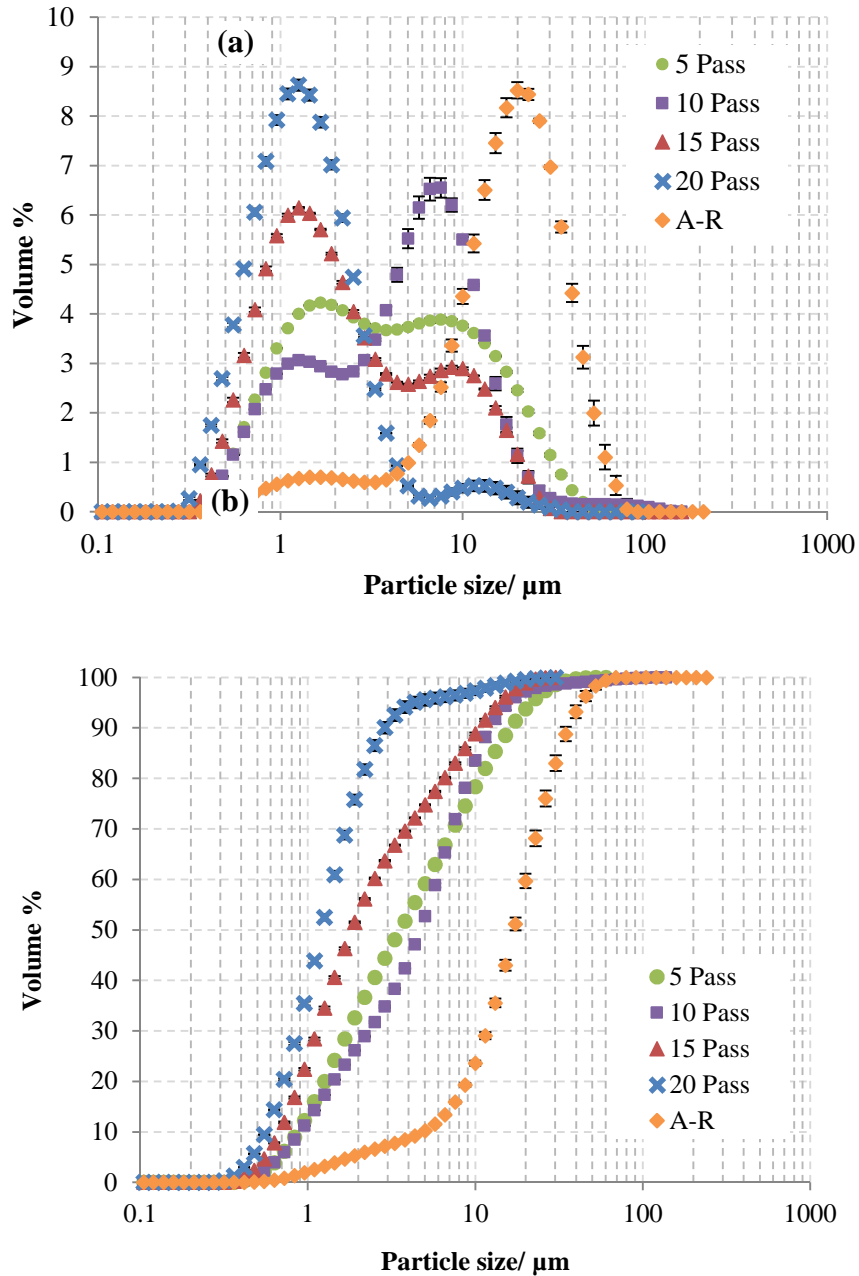 (a)
10
9
8
7
6
5
4
3
2
1
0
Volume %
5 Pass
10 Pass
15 Pass
20 Pass
A-R
(b)
0.1 1 10 100 1000
Particle size/ µm
100
90
80
70
60
50
40
30
20
10
0
Volume %
5 Pass
10 Pass
15 Pass
20 Pass
A-R
0.1 1 10 100 1000
Particle size/ µm